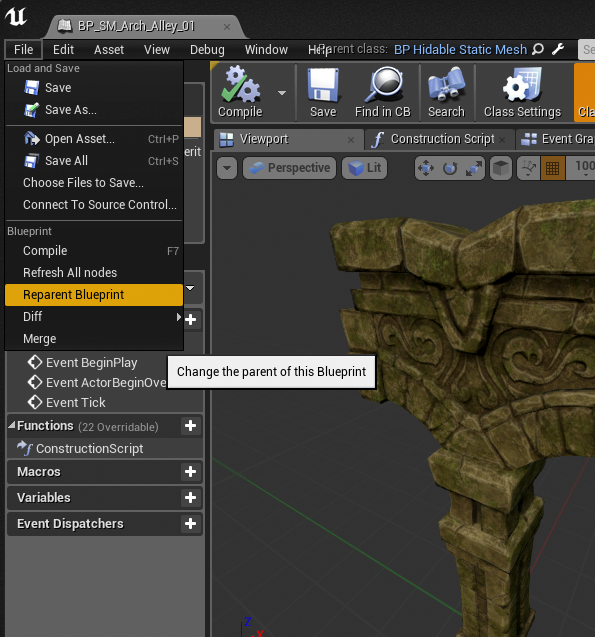 BP_SM_Arch_Alley_01
File Edit Asset View Debug Window Help
Parent class: BP Hidable Static Mesh
Load and Save
Save
Save As...
Open Asset... Ctrl+P
Save All Ctrl+S
Choose Files to Save...
Connect To Source Control...
Blueprint
Compile F7
Refresh All nodes
Reparent Blueprint
Diff
Merge
Change the parent of this Blueprint
Compile Save Find in CB Search Class Settings Cla
Viewport Construction Script Event Gra
Perspective Lit 100
erit
Event BeginPlay
Event ActorBeginOve
Event Tick
Functions (22 Overridable)
ConstructionScript
Macros
Variables
Event Dispatchers
Z